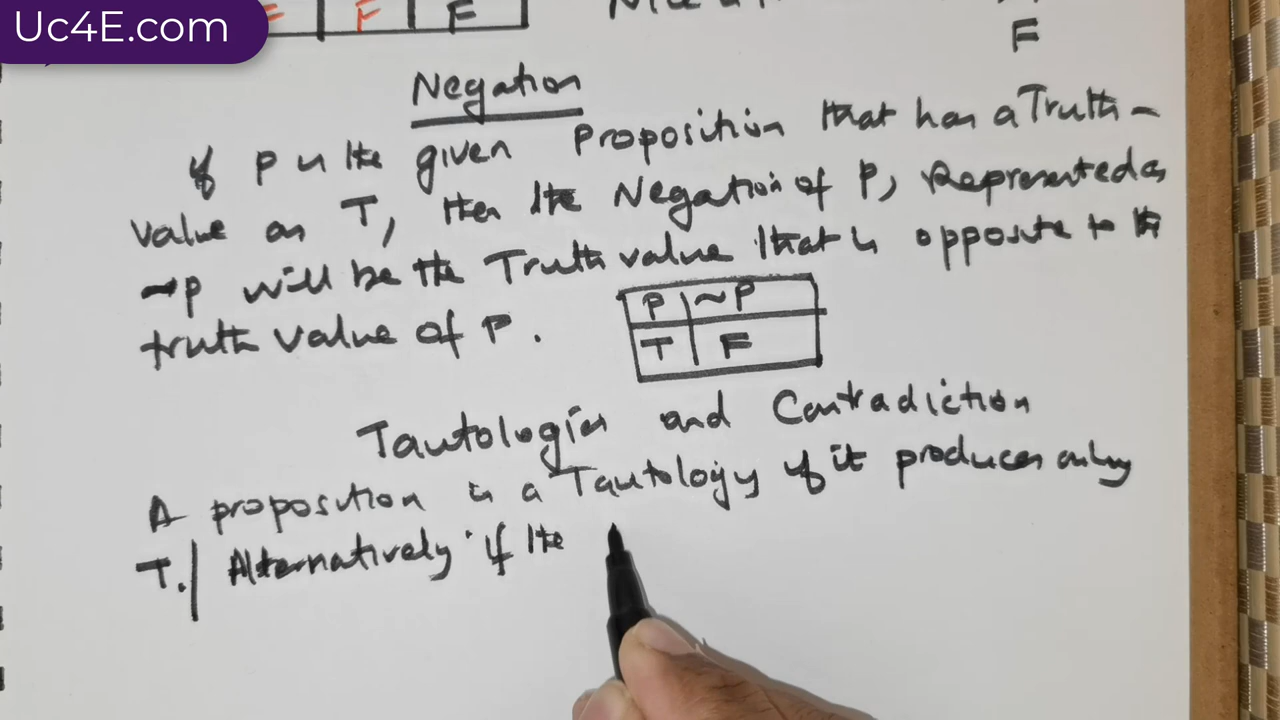 Uc4E.com
F F F
F
Negation
If P is the given Proposition that has a Truth-
value as T, then the Negation of P, Represented as
~P will be the Truth value that is opposite to the
truth value of P.
P ~P
T F
Tautologies and Contradiction
A proposition is a Tautology if it produces only
T. Alternatively if the